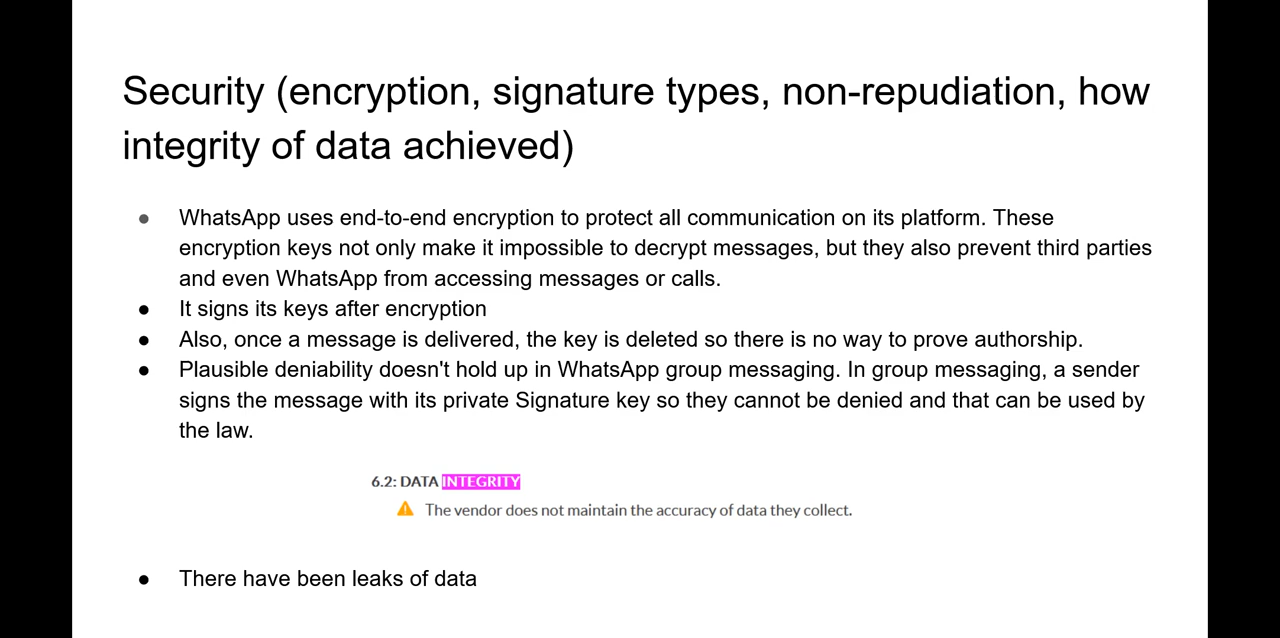 Security (encryption, signature types, non-repudiation, how
integrity of data achieved)
● WhatsApp uses end-to-end encryption to protect all communication on its platform. These
encryption keys not only make it impossible to decrypt messages, but they also prevent third parties
and even WhatsApp from accessing messages or calls.
● It signs its keys after encryption
● Also, once a message is delivered, the key is deleted so there is no way to prove authorship.
● Plausible deniability doesn't hold up in WhatsApp group messaging. In group messaging, a sender
signs the message with its private Signature key so they cannot be denied and that can be used by
the law.
6.2: DATA INTEGRITY
The vendor does not maintain the accuracy of data they collect.
● There have been leaks of data